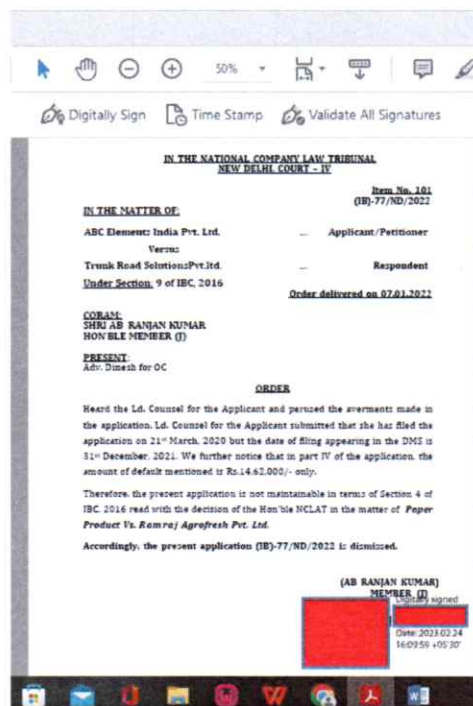 50%
Digitally Sign Time Stamp Validate All Signatures
IN THE NATIONAL COMPANY LAW TRIBUNAL
NEW DELHI, COURT – IV
Item No. 101
(IB)-77/ND/2022
IN THE MATTER OF:
ABC Elements India Pvt. Ltd. ... Applicant/Petitioner
Versus
Trunk Road SolutionsPvt.ltd. ... Respondent
Under Section: 9 of IBC, 2016
Order delivered on 07.01.2022
CORAM:
SHRI AB RANJAN KUMAR
HON'BLE MEMBER (J)
PRESENT:
Adv. Dinesh for OC
ORDER
Heard the Ld. Counsel for the Applicant and perused the averments made in
the application. Ld. Counsel for the Applicant submitted that she has filed the
application on 21st March, 2020 but the date of filing appearing in the DMS is
31st December, 2021. We further notice that in part IV of the application, the
amount of default mentioned is Rs.14,62,000/- only.
Therefore, the present application is not maintainable in terms of Section 4 of
IBC, 2016 read with the decision of the Hon'ble NCLAT in the matter of Peper
Product Vs. Ramraj Agrofresh Pvt. Ltd.
Accordingly, the present application (IB)-77/ND/2022 is dismissed.
(AB RANJAN KUMAR)
MEMBER (J)
Digitally signed
Date: 2023.02.24
16:09:59 +05'30'